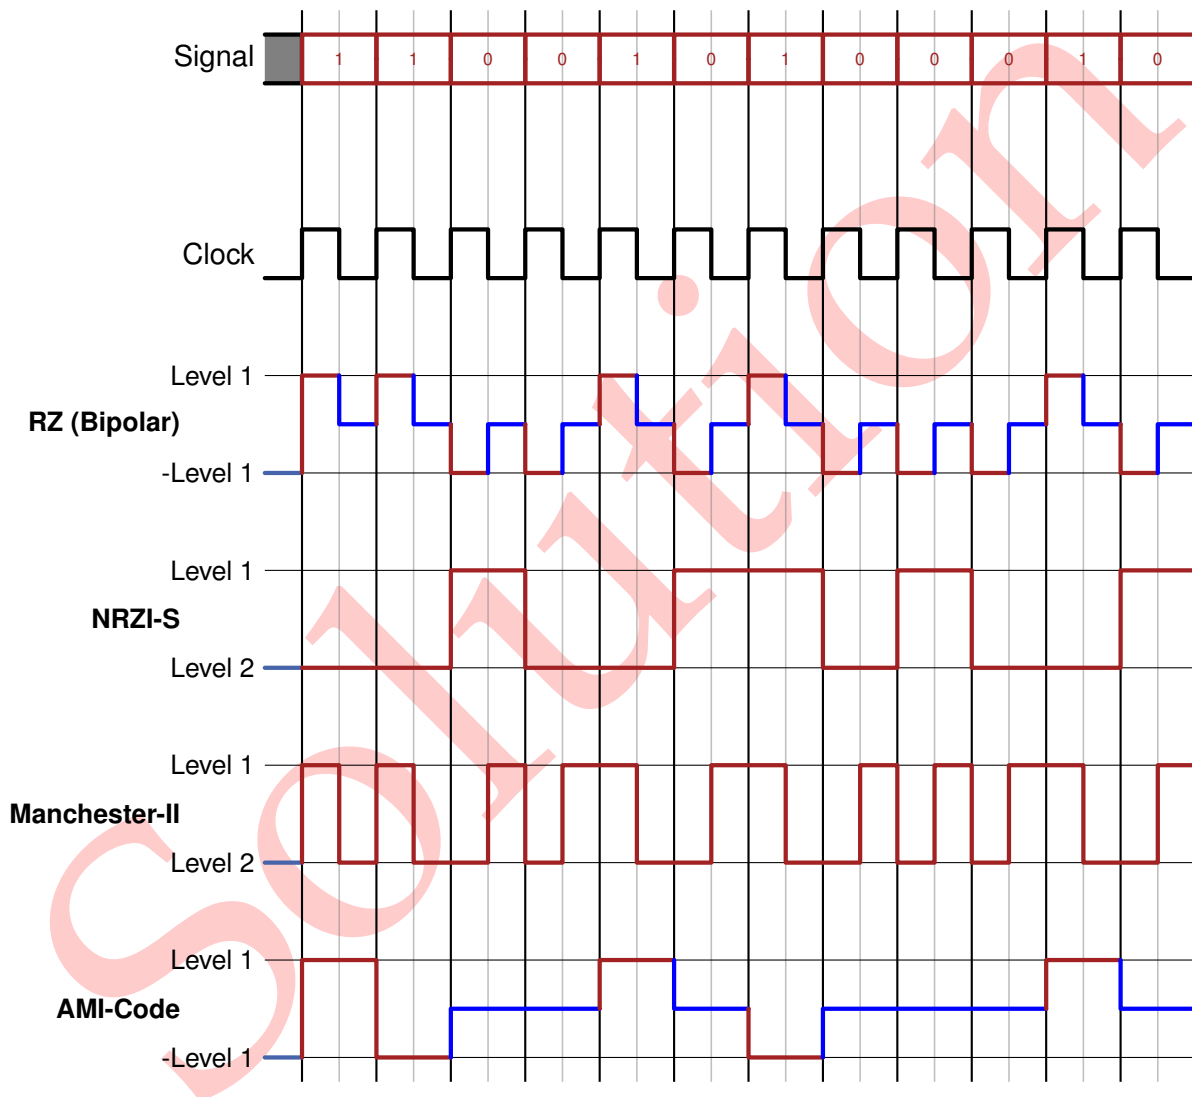 Signal 1 1 0 0 1 0 1 0 0 0 1 0
Clock
Level 1
RZ (Bipolar)
-Level 1
Level 1
NRZI-S
Level 2
Level 1
Manchester-II
Level 2
Level 1
AMI-Code
-Level 1
Solution